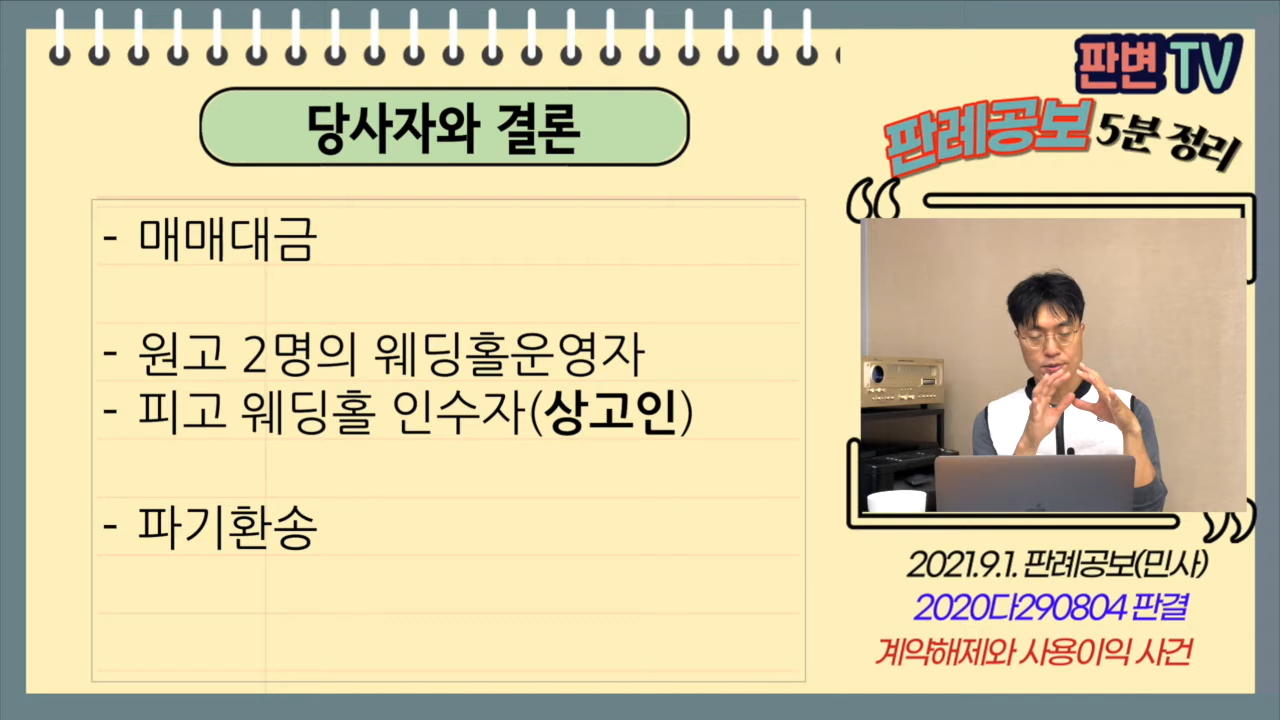 당사자와 결론
- 매매대금
- 원고 2명의 웨딩홀운영자
- 피고 웨딩홀 인수자(상고인)
- 파기환송
판변 TV
판례공보 5분 정리
2021.9.1. 판례공보(민사)
2020다290804 판결
계약해제와 사용이익 사건